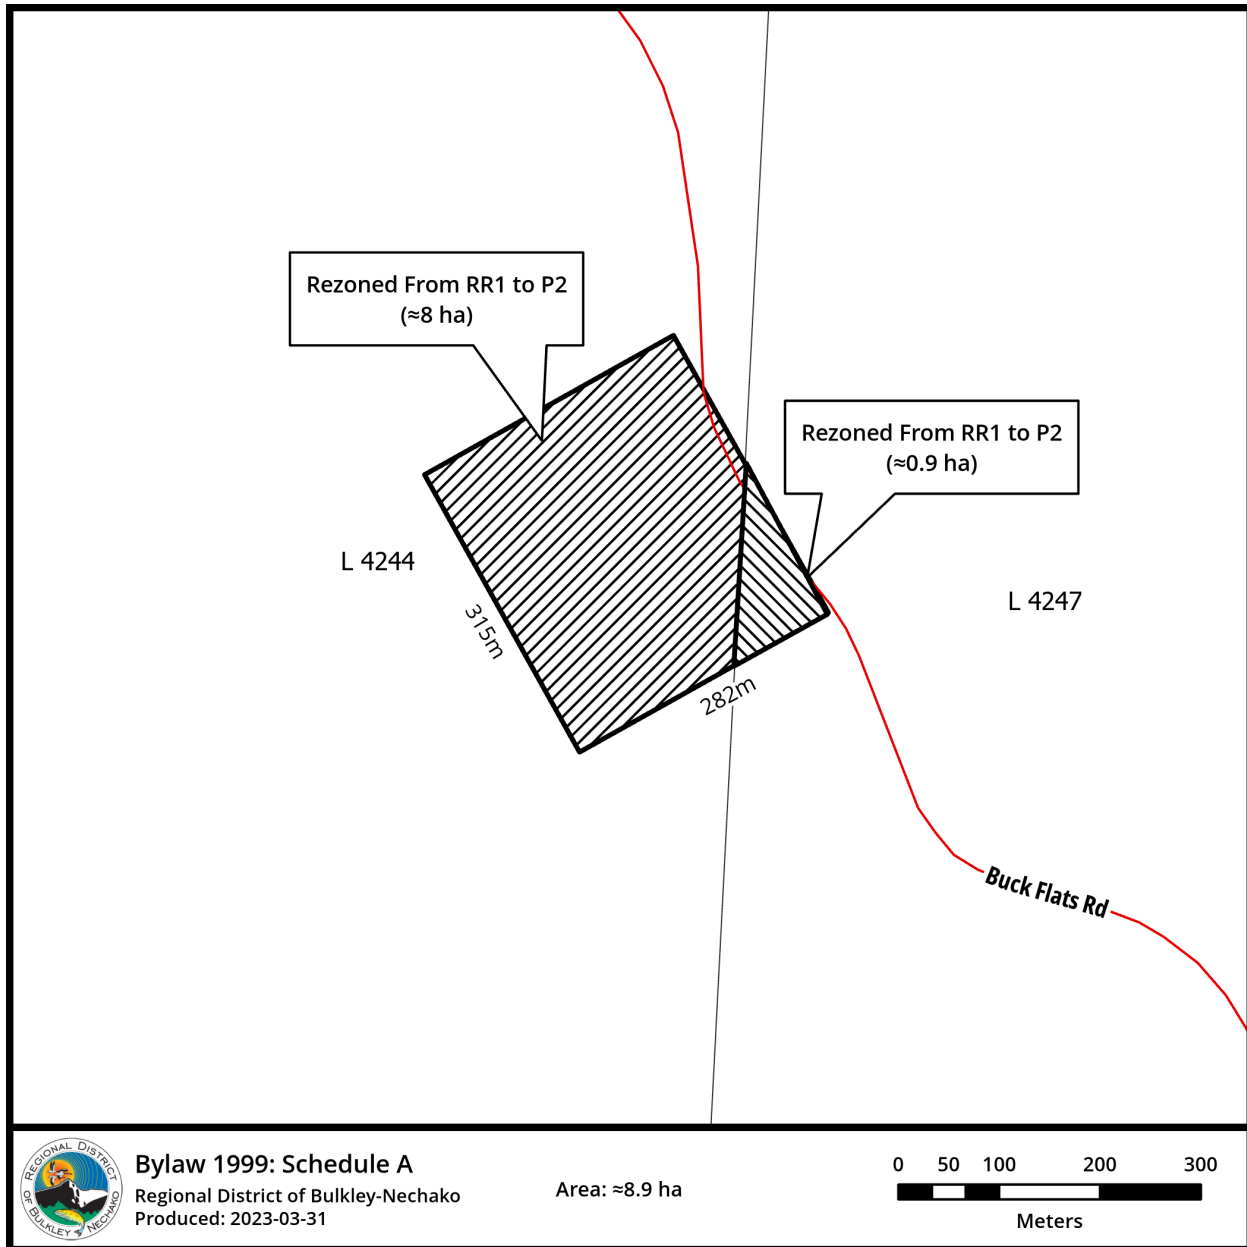 Rezoned From RR1 to P2
(≈8 ha)
Rezoned From RR1 to P2
(≈0.9 ha)
L 4244
L 4247
315m
282m
Buck Flats Rd
REGIONAL DISTRICT
OF BULKLEY NECHAKO
Bylaw 1999: Schedule A
Regional District of Bulkley-Nechako
Produced: 2023-03-31
Area: ≈8.9 ha
0 50 100 200 300
Meters